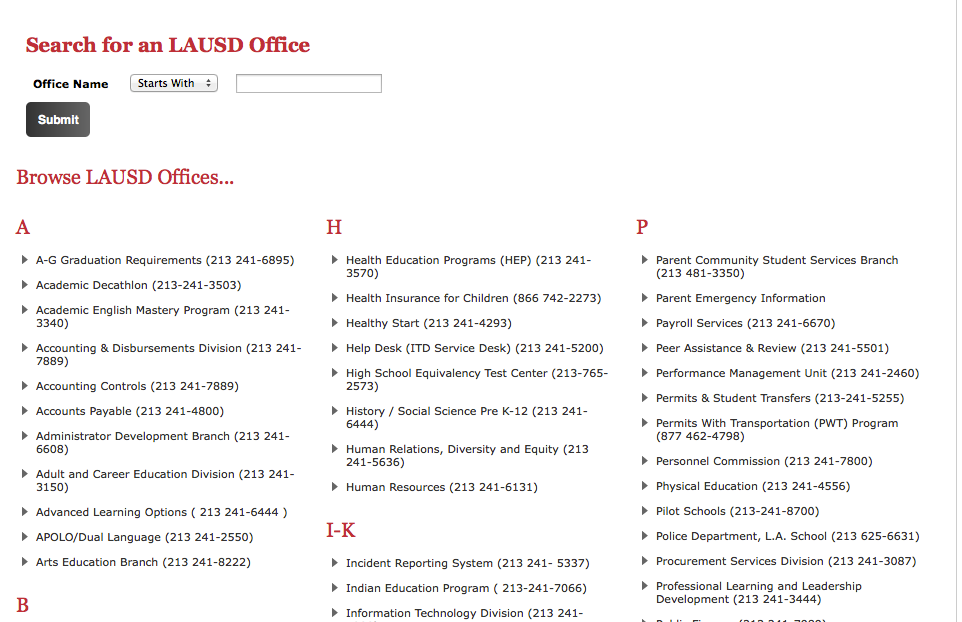 Search for an LAUSD Office
Office Name
Starts With
Submit
Browse LAUSD Offices...
A
A-G Graduation Requirements (213 241-6895)
Academic Decathlon (213-241-3503)
Academic English Mastery Program (213 241-
3340)
Accounting & Disbursements Division (213 241-
7889)
Accounting Controls (213 241-7889)
Accounts Payable (213 241-4800)
Administrator Development Branch (213 241-
6608)
Adult and Career Education Division (213 241-
3150)
Advanced Learning Options ( 213 241-6444 )
APOLO/Dual Language (213 241-2550)
Arts Education Branch (213 241-8222)
B
H
Health Education Programs (HEP) (213 241-
3570)
Health Insurance for Children (866 742-2273)
Healthy Start (213 241-4293)
Help Desk (ITD Service Desk) (213 241-5200)
High School Equivalency Test Center (213-765-
2573)
History / Social Science Pre K-12 (213 241-
6444)
Human Relations, Diversity and Equity (213
241-5636)
Human Resources (213 241-6131)
I-K
Incident Reporting System (213 241- 5337)
Indian Education Program ( 213-241-7066)
Information Technology Division (213 241-
P
Parent Community Student Services Branch
(213 481-3350)
Parent Emergency Information
Payroll Services (213 241-6670)
Peer Assistance & Review (213 241-5501)
Performance Management Unit (213 241-2460)
Permits & Student Transfers (213-241-5255)
Permits With Transportation (PWT) Program
(877 462-4798)
Personnel Commission (213 241-7800)
Physical Education (213 241-4556)
Pilot Schools (213-241-8700)
Police Department, L.A. School (213 625-6631)
Procurement Services Division (213 241-3087)
Professional Learning and Leadership
Development (213 241-3444)